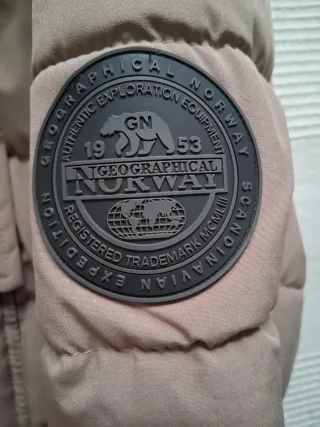 GEOGRAPHICAL NORWAY SCANDINAVIAN EXPEDITION
AUTHENTIC EXPLORATION EQUIPMENT
GN
19 53
GEOGRAPHICAL
NORWAY
REGISTERED TRADEMARK MCMLIII